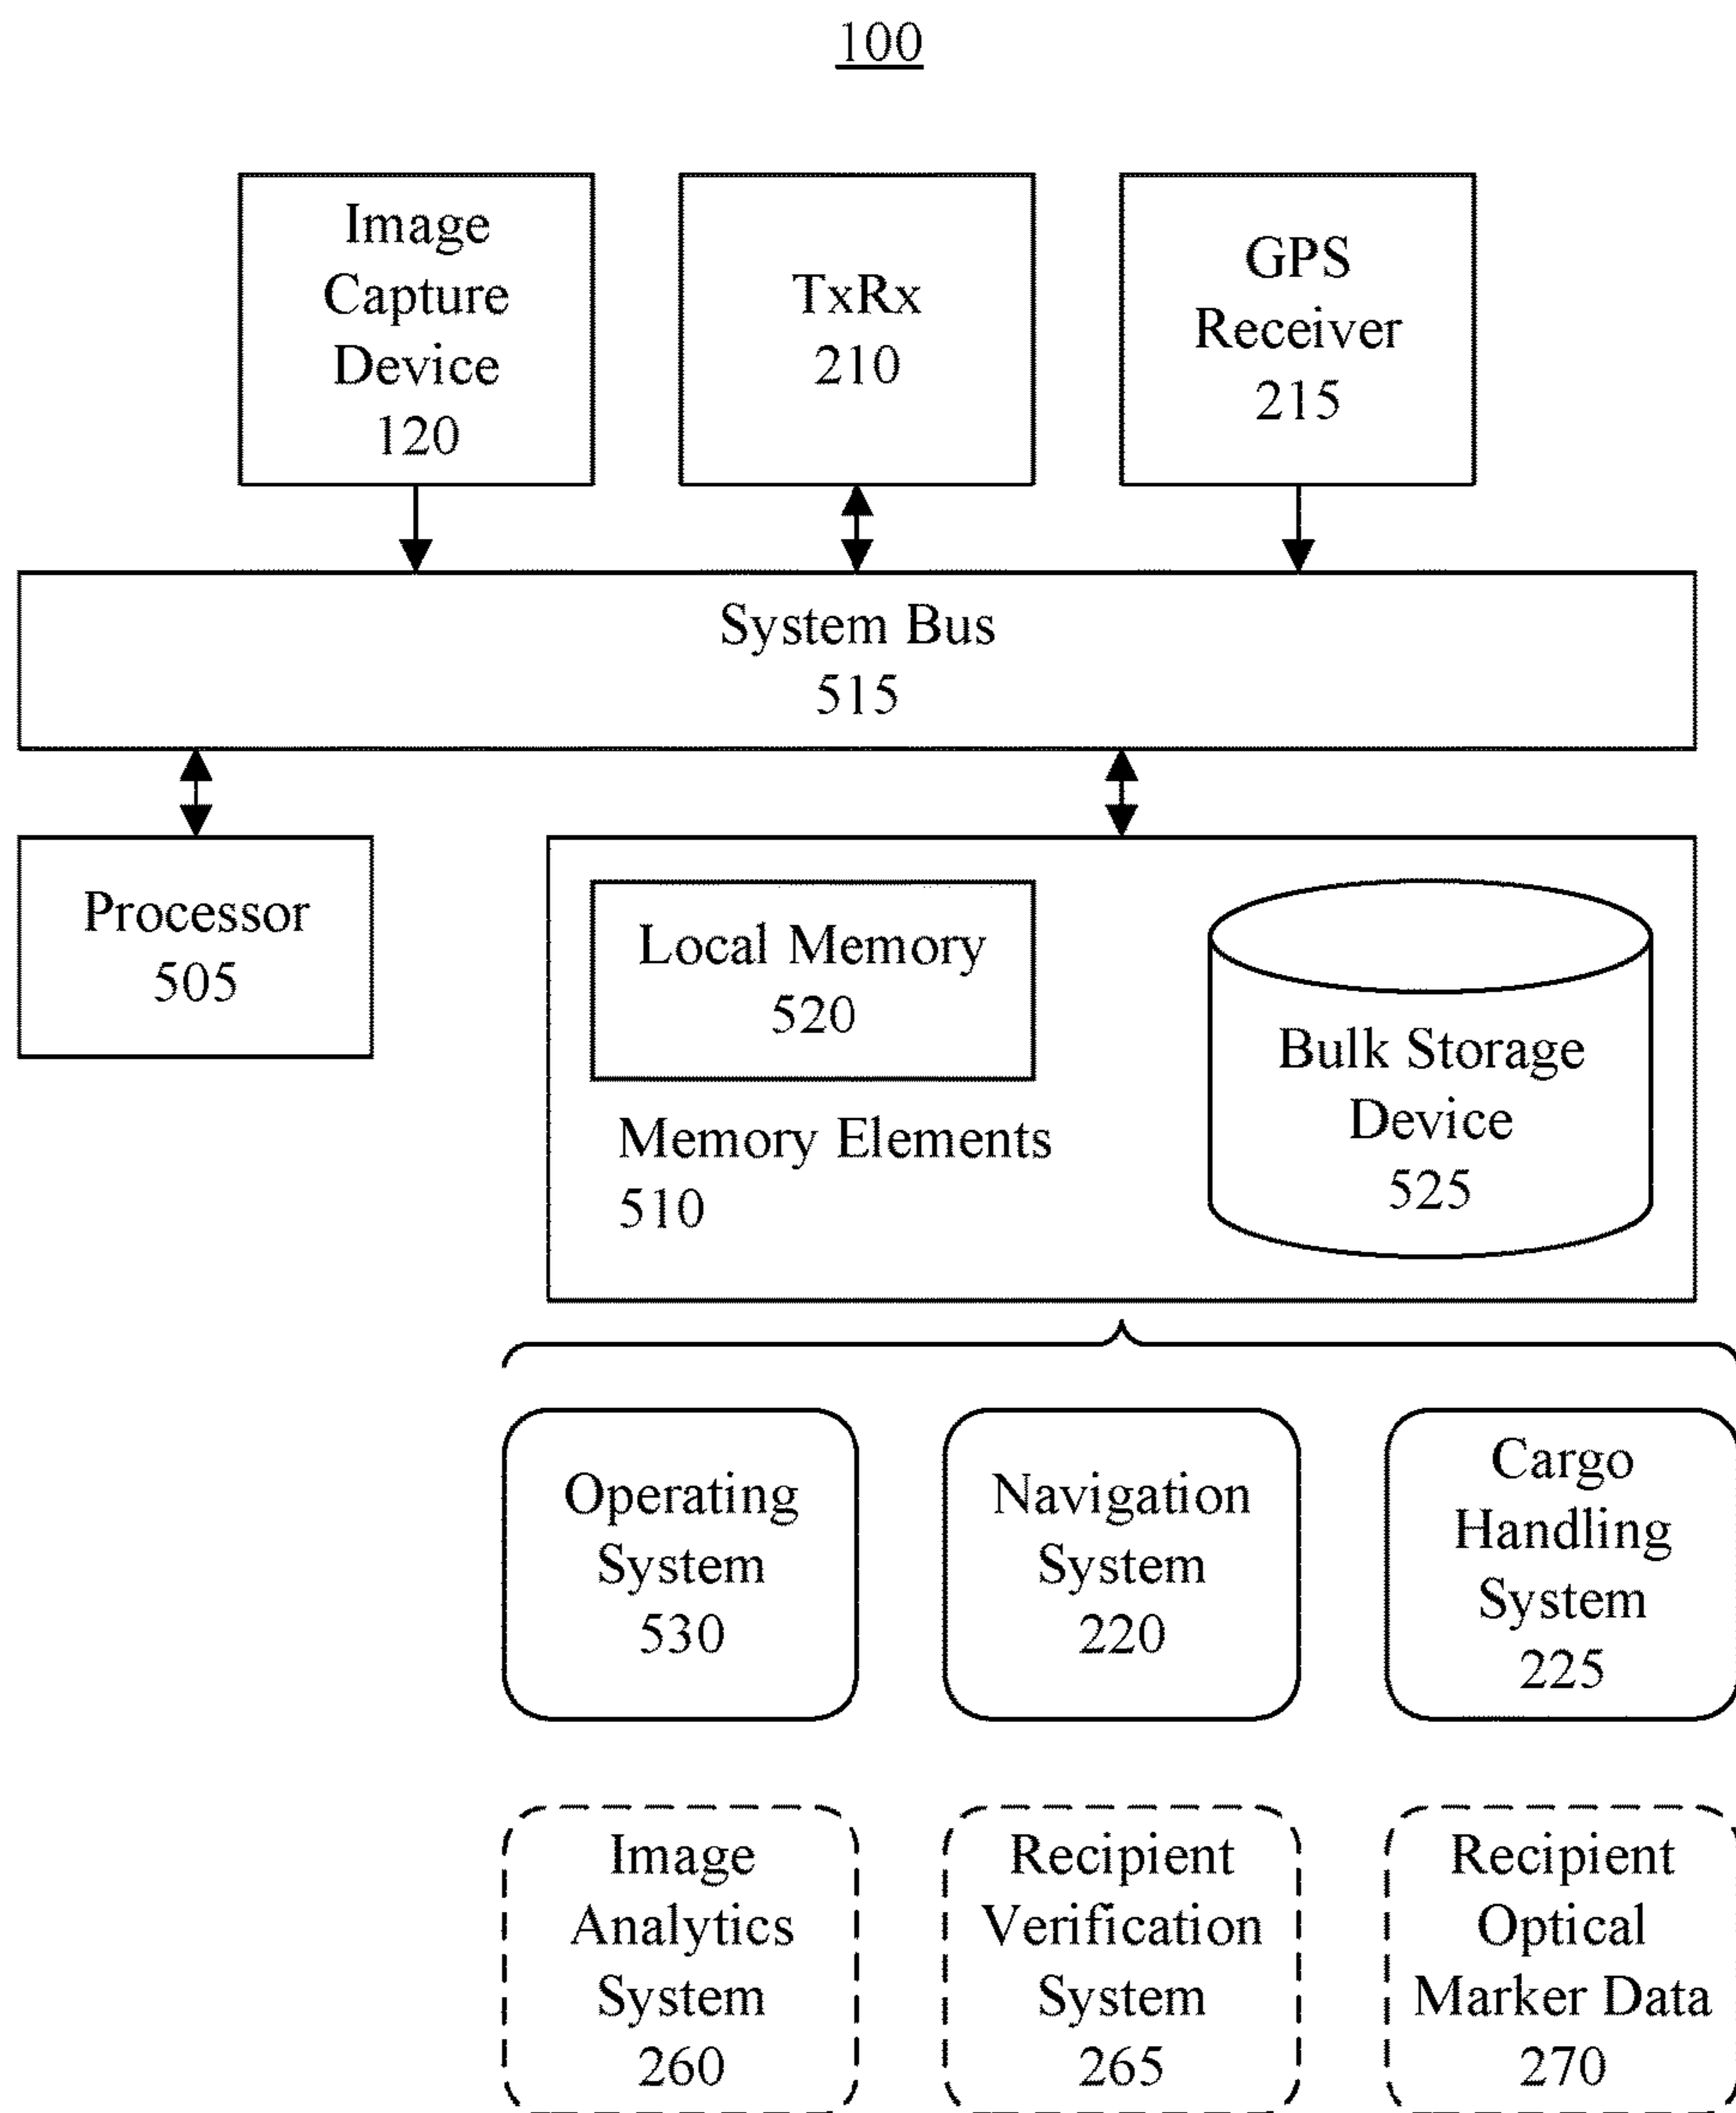 100
Image
Capture
Device
120
TxRx
210
GPS
Receiver
215
System Bus
515
Processor
505
Local Memory
520
Memory Elements
510
Bulk Storage
Device
525
Operating
System
530
Navigation
System
220
Cargo
Handling
System
225
Image
Analytics
System
260
Recipient
Verification
System
265
Recipient
Optical
Marker Data
270